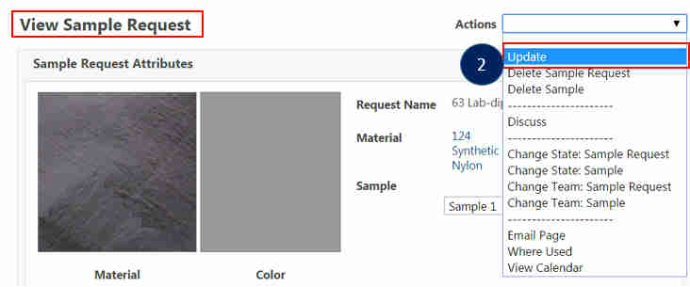 View Sample Request
Actions
Sample Request Attributes
2
Update
Delete Sample Request
Delete Sample
----------------------
Discuss
----------------------
Change State: Sample Request
Change State: Sample
Change Team: Sample Request
Change Team: Sample
----------------------
Email Page
Where Used
View Calendar
Request Name 63 Lab-dip
Material 124
Synthetic
Nylon
Sample
Sample 1
Material
Color